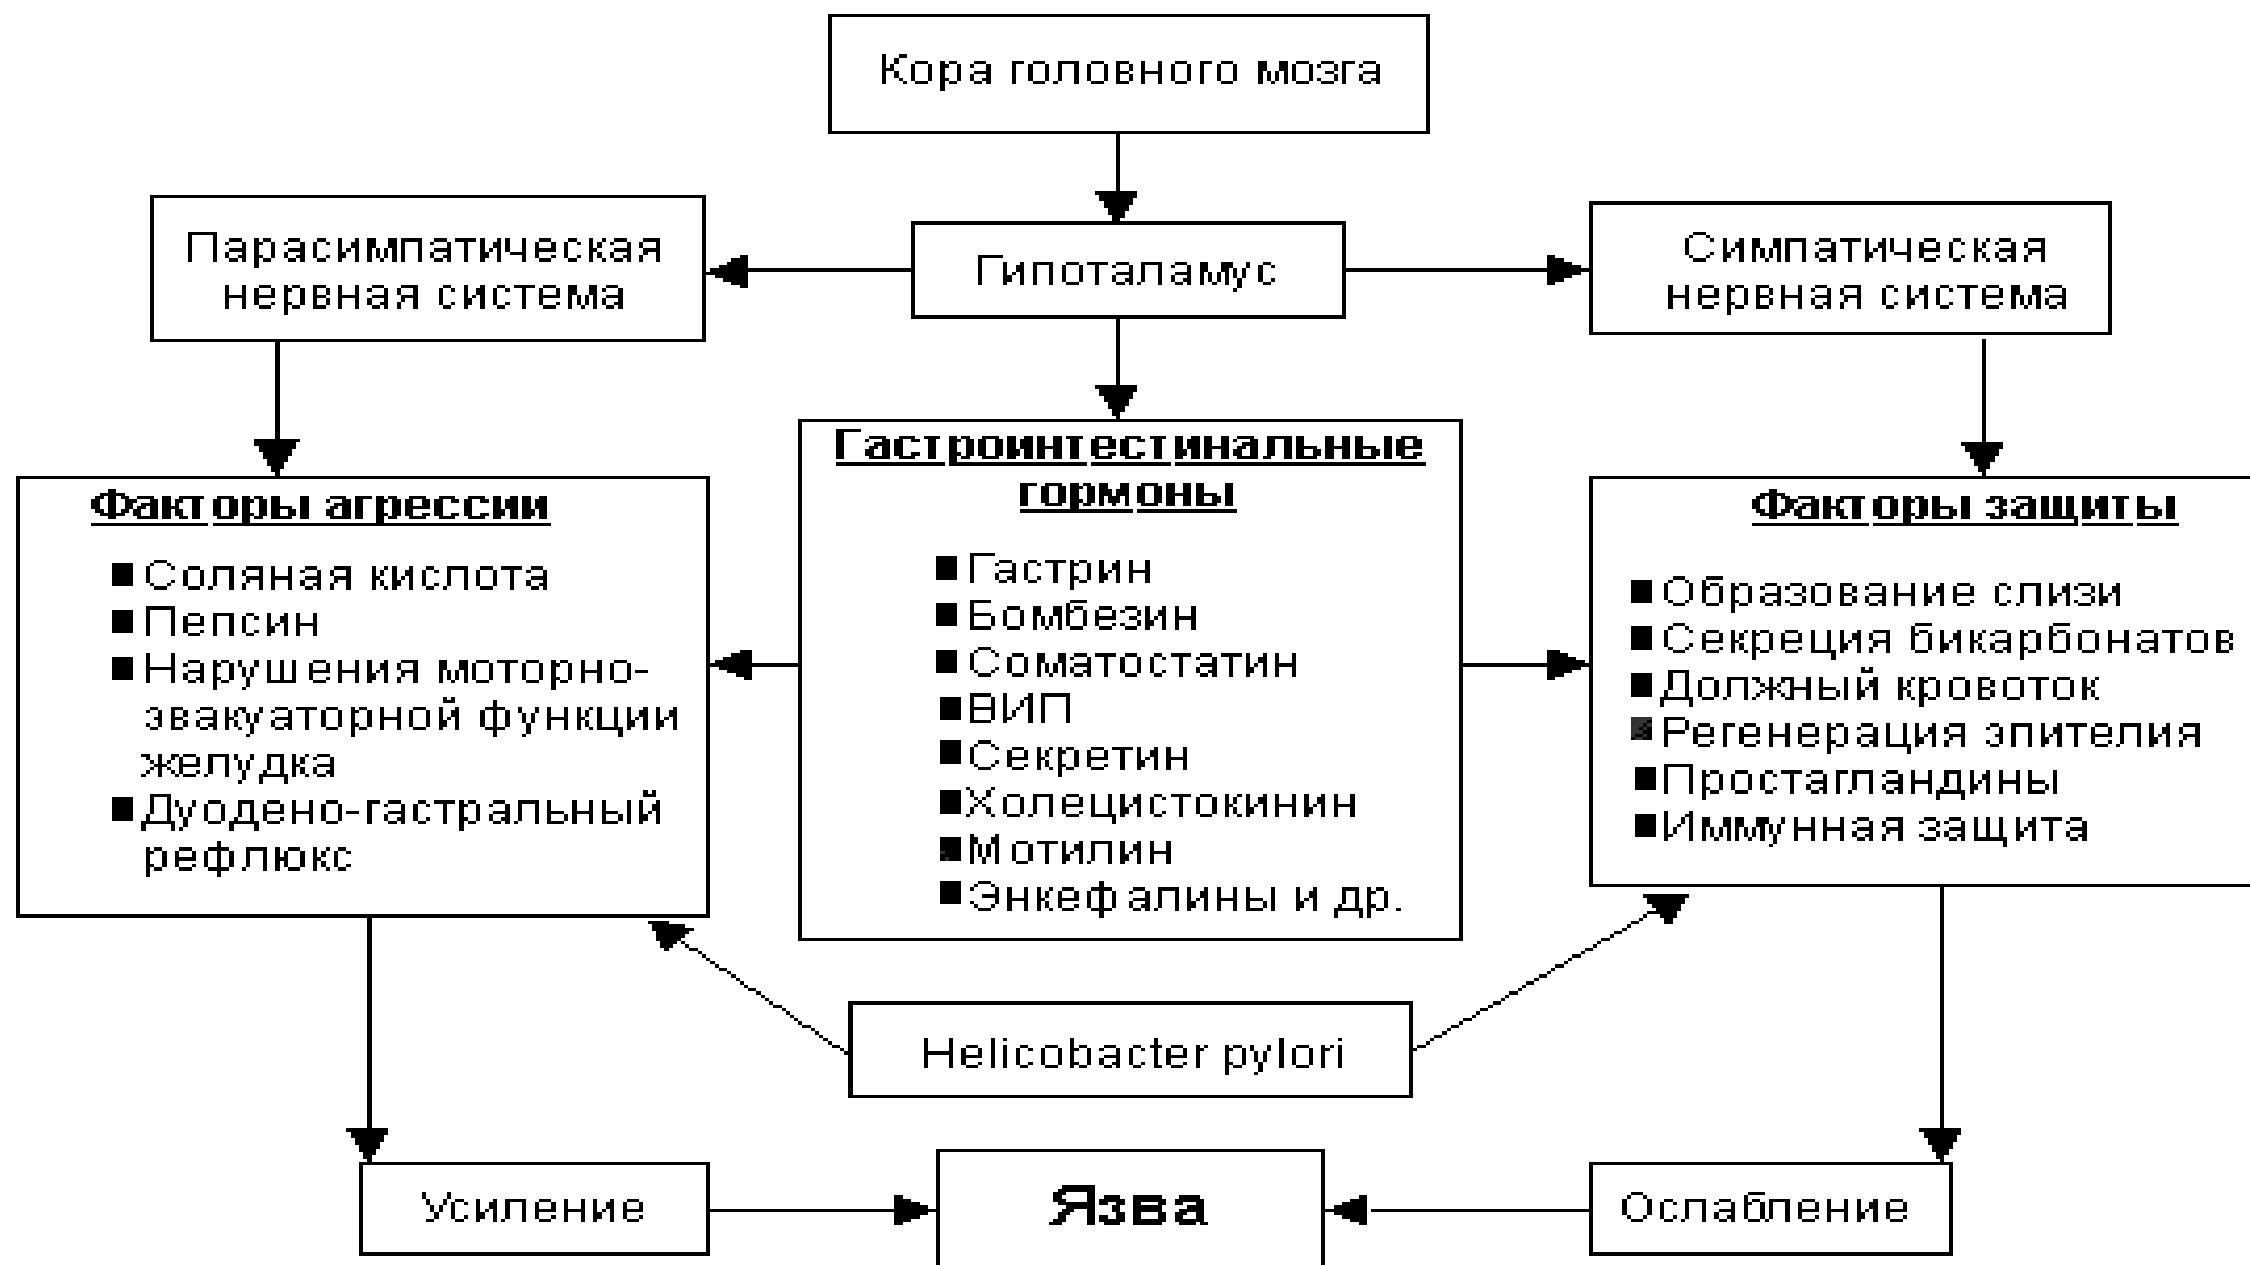 Кора головного мозга
Парасимпатическая
нервная система
Гипоталамус
Симпатическая
нервная система
Факторы агрессии
Соляная кислота
Пепсин
Нарушения моторно-
эвакуаторной функции
желудка
Дуодено-гастральный
рефлюкс
Гастроинтестинальные
гормоны
Гастрин
Бомбезин
Соматостатин
ВИП
Секретин
Холецистокинин
Мотилин
Энкефалины и др.
Факторы защиты
Образование слизи
Секреция бикарбонатов
Должный кровоток
Регенерация эпителия
Простагландины
Иммунная защита
Helicobacter pylori
Усиление
Язва
Ослабление